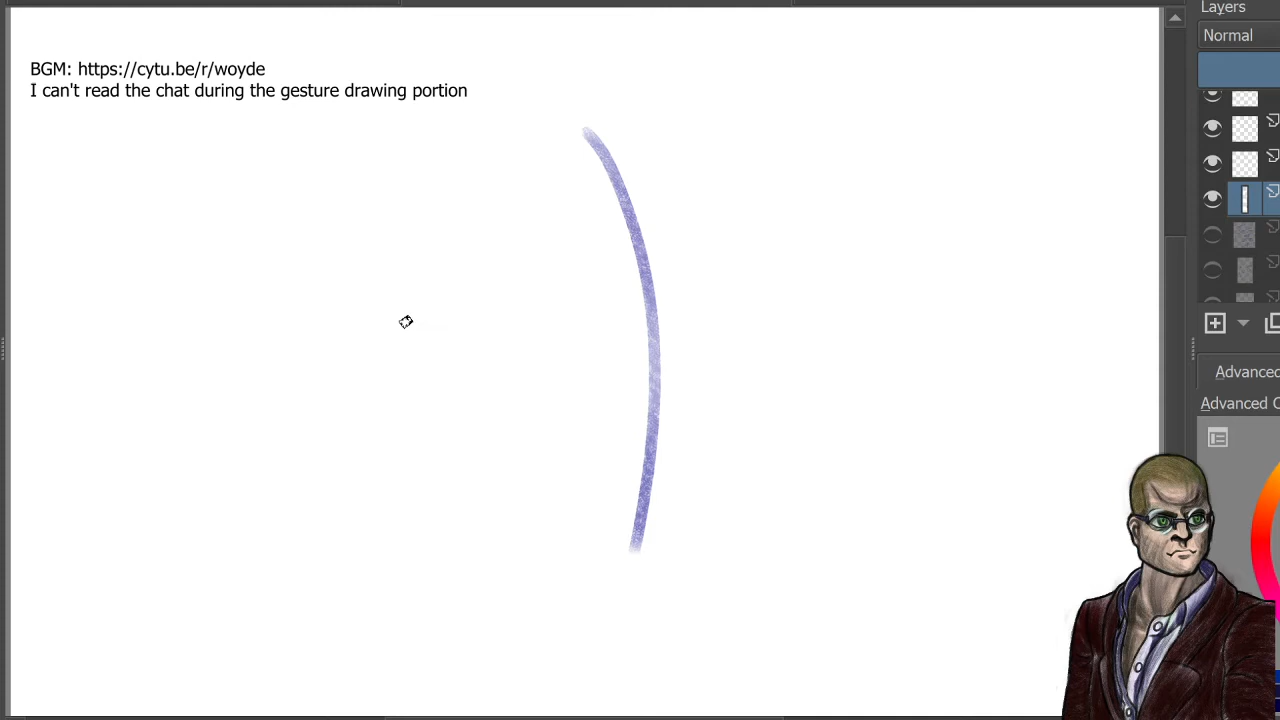 Layers
Normal
BGM: https://cytu.be/r/woyde
I can't read the chat during the gesture drawing portion
Advanced
Advanced C